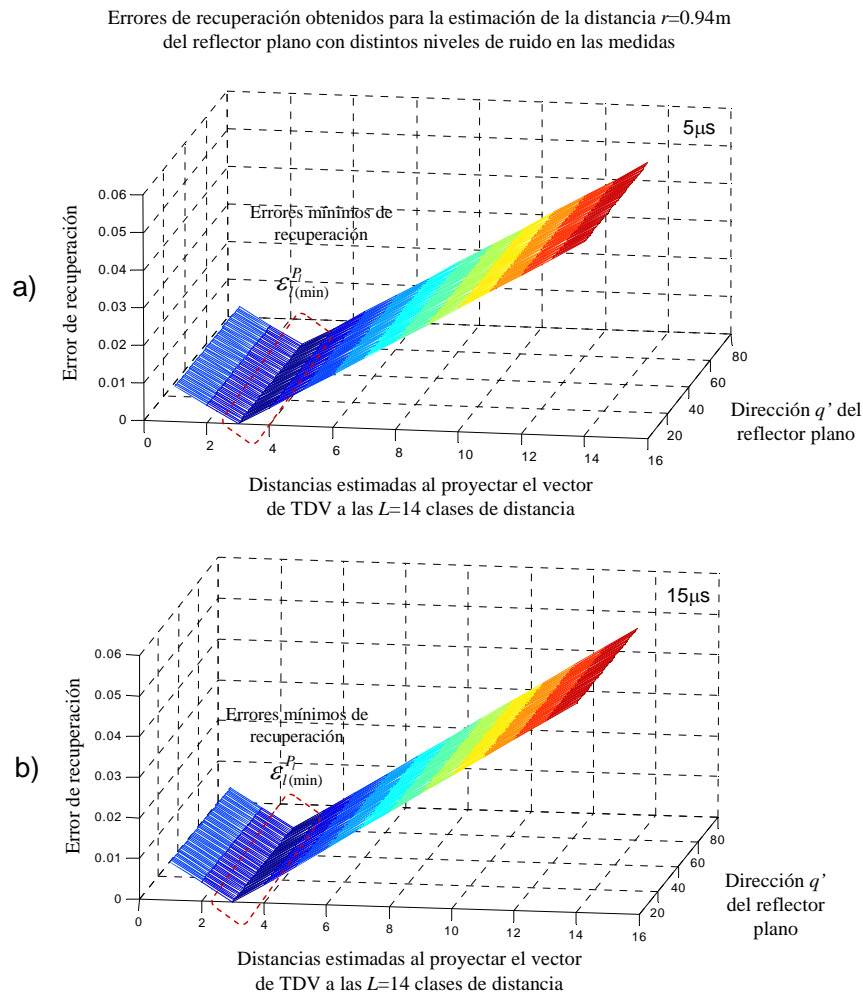 Errores de recuperación obtenidos para la estimación de la distancia r=0.94m
del reflector plano con distintos niveles de ruido en las medidas
a)
5μs
Error de recuperación
0.06
0.05
0.04
0.03
0.02
0.01
0
Errores mínimos de
recuperación
ε_{l(min)}^{P_l}
0
2
4
6
8
10
12
14
16
20
40
60
80
Dirección q’ del
reflector plano
Distancias estimadas al proyectar el vector
de TDV a las L=14 clases de distancia
b)
15μs
Error de recuperación
0.06
0.05
0.04
0.03
0.02
0.01
0
Errores mínimos de
recuperación
ε_{l(min)}^{P_l}
0
2
4
6
8
10
12
14
16
20
40
60
80
Dirección q’
del reflector
plano
Distancias estimadas al proyectar el vector
de TDV a las L=14 clases de distancia